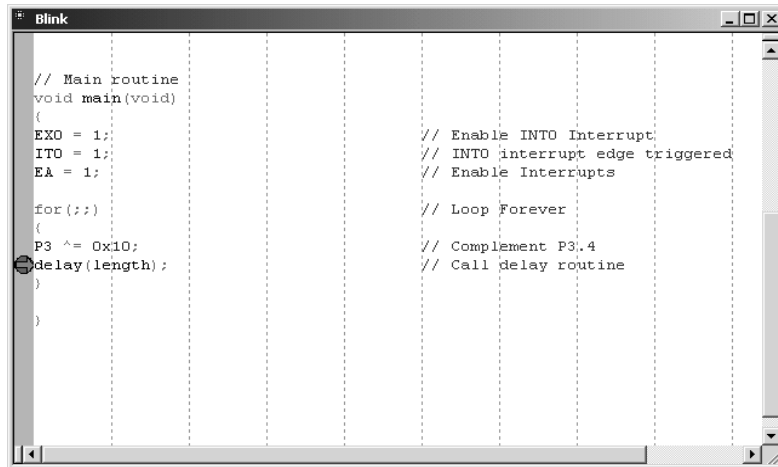 Blink
// Main routine
void main(void)
{
EX0 = 1; // Enable INT0 Interrupt
IT0 = 1; // INT0 interrupt edge triggered
EA = 1; // Enable Interrupts
for(;;) // Loop Forever
{
P3 ^= 0x10; // Complement P3.4
delay(length); // Call delay routine
}
}